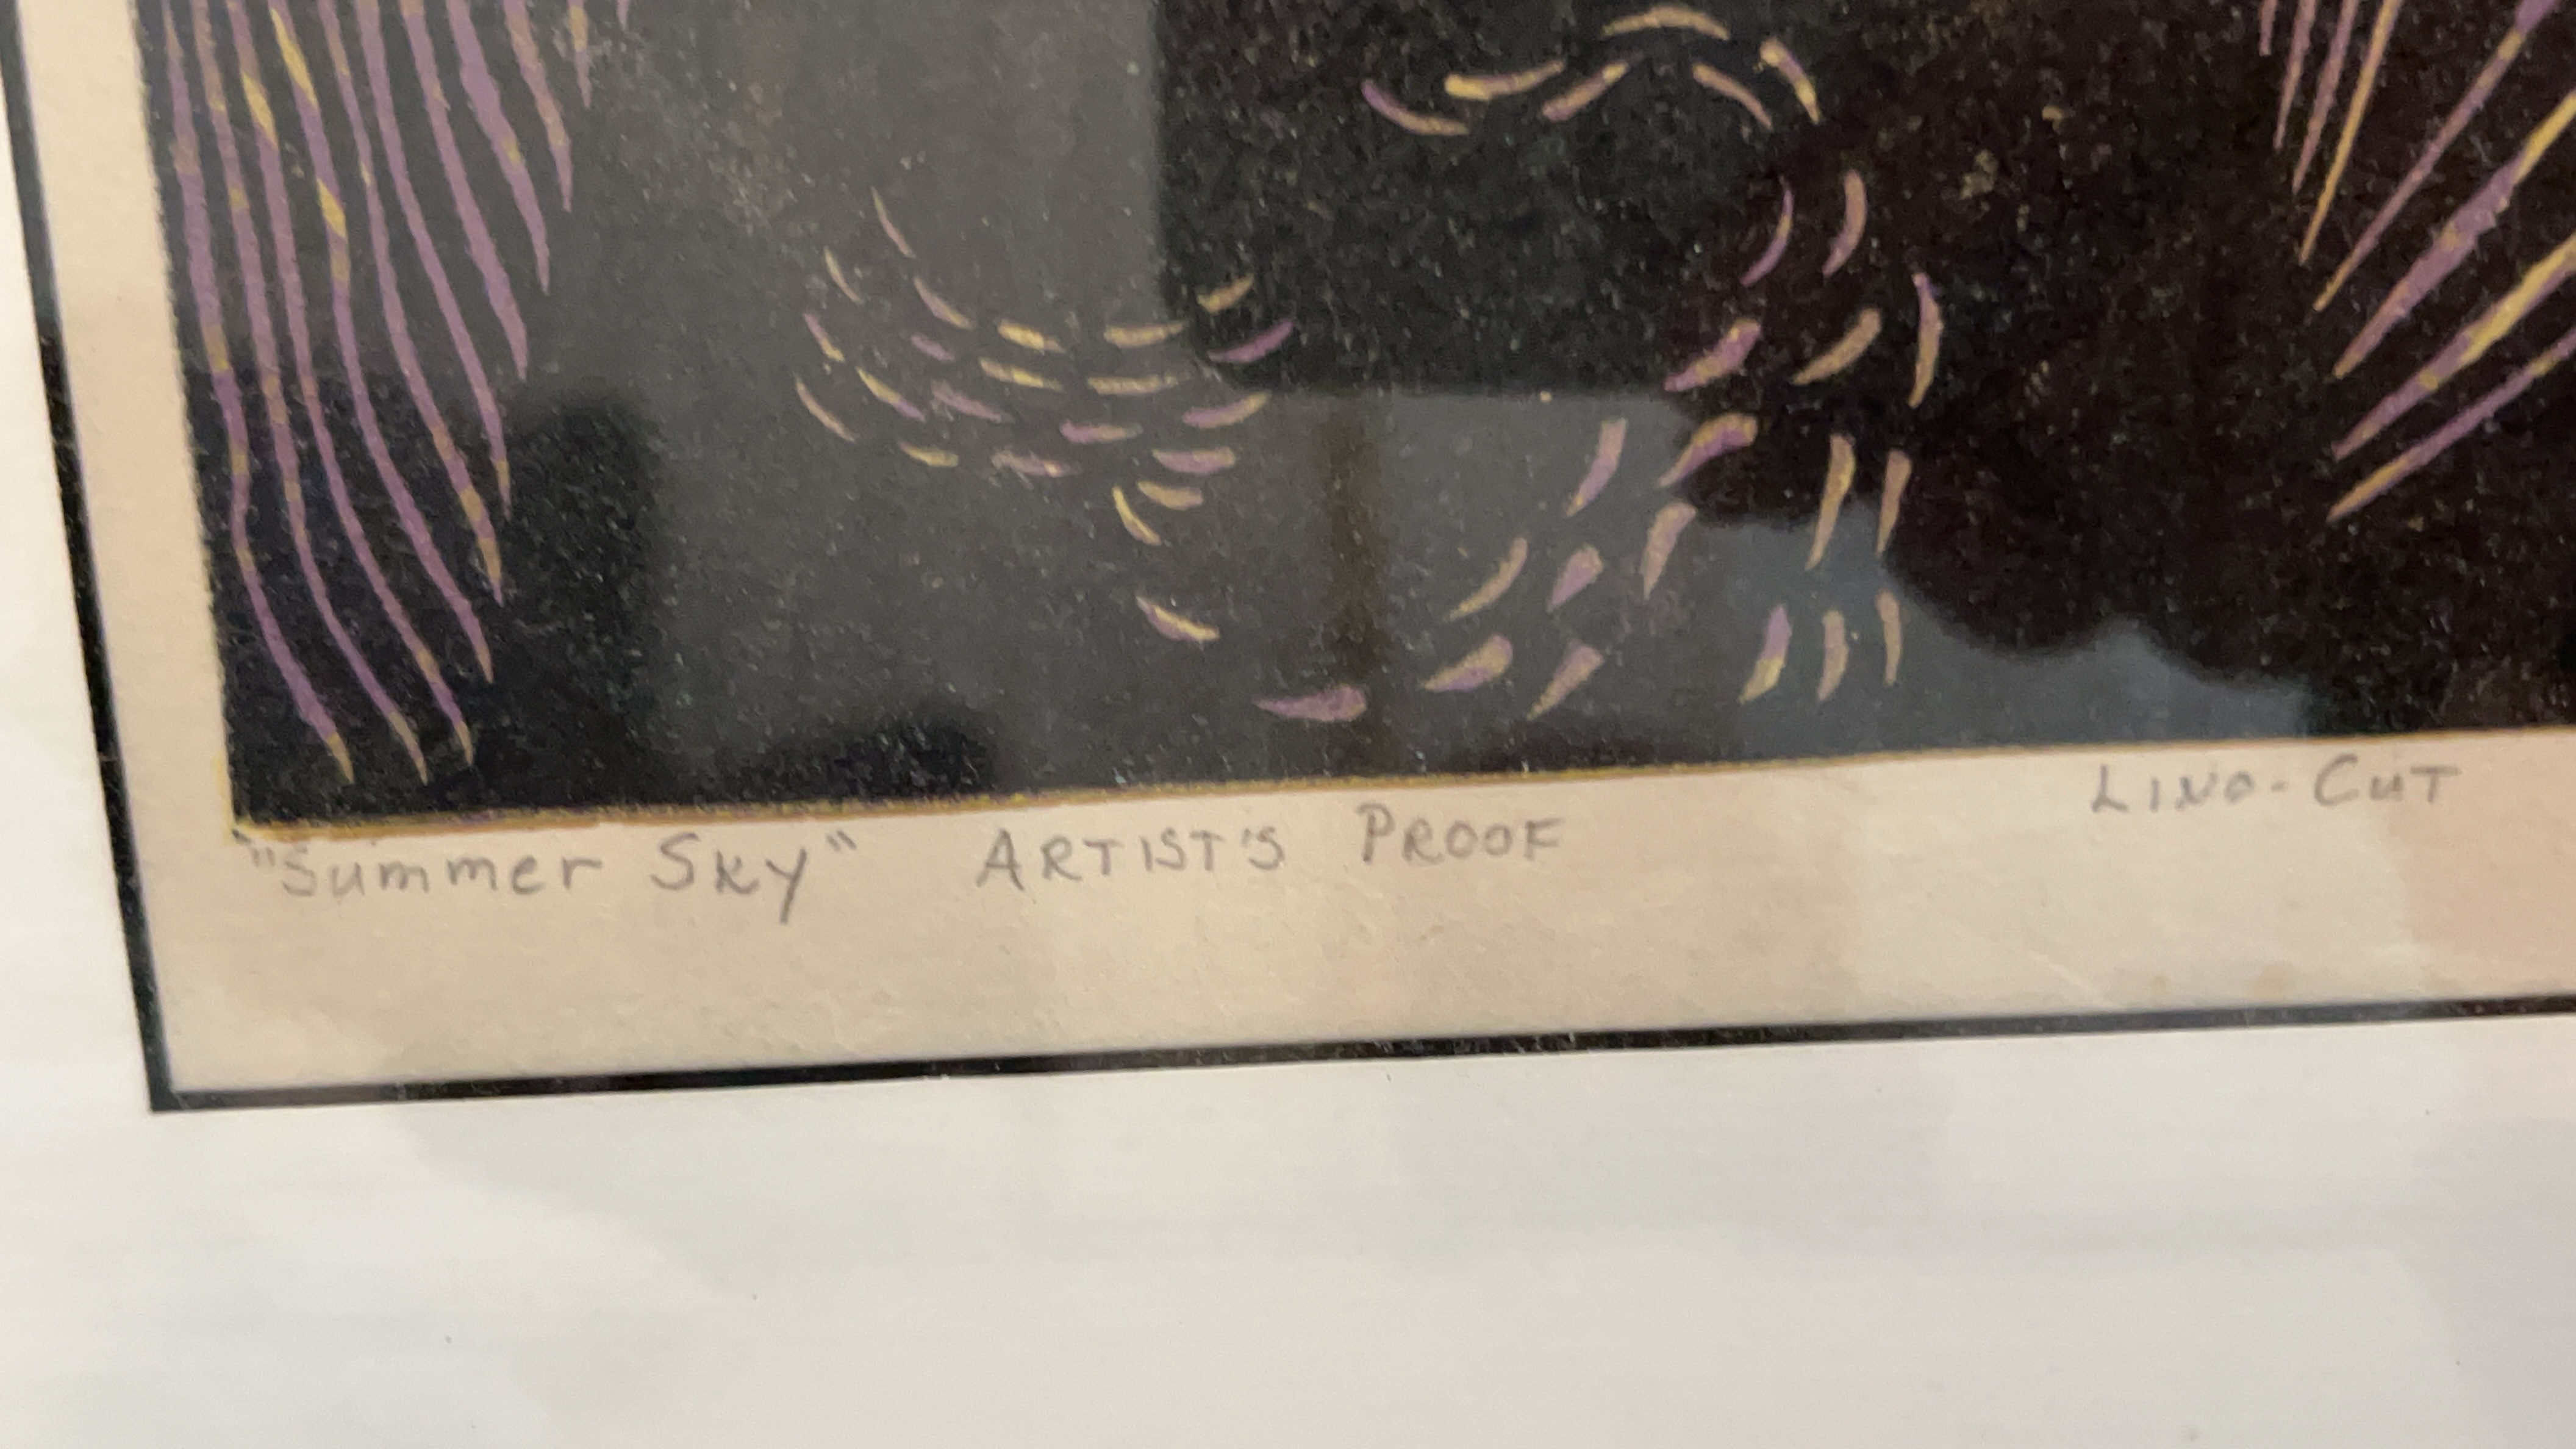 "Summer Sky" ARTIST'S PROOF LINO-CUT